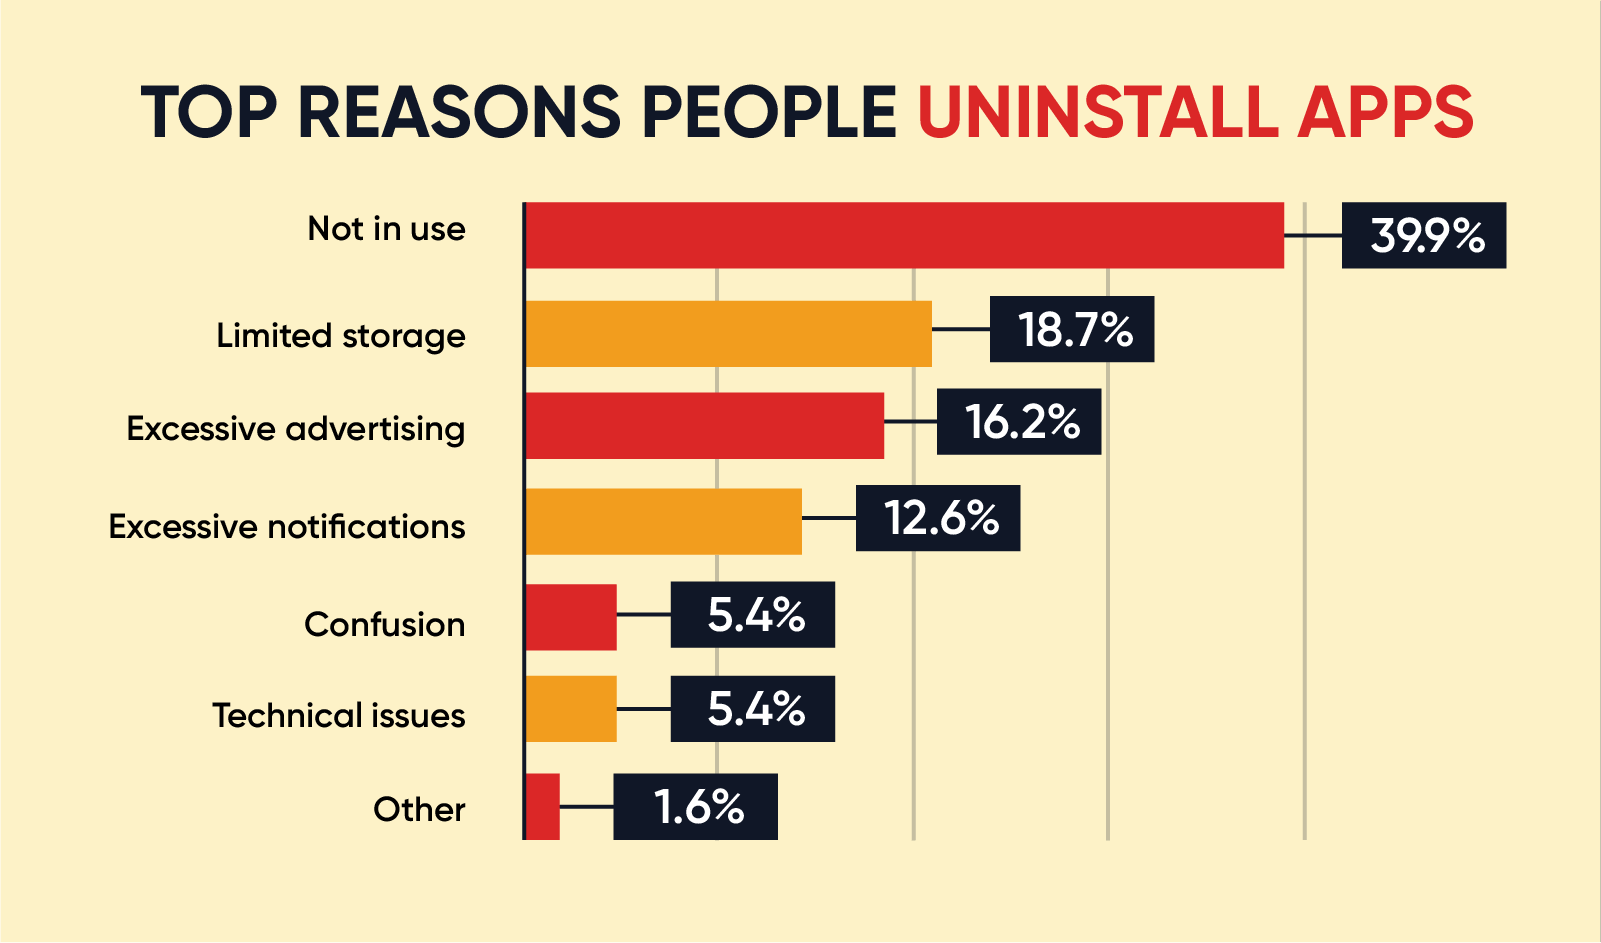 TOP REASONS PEOPLE UNINSTALL APPS
Not in use 39.9%
Limited storage 18.7%
Excessive advertising 16.2%
Excessive notifications 12.6%
Confusion 5.4%
Technical issues 5.4%
Other 1.6%